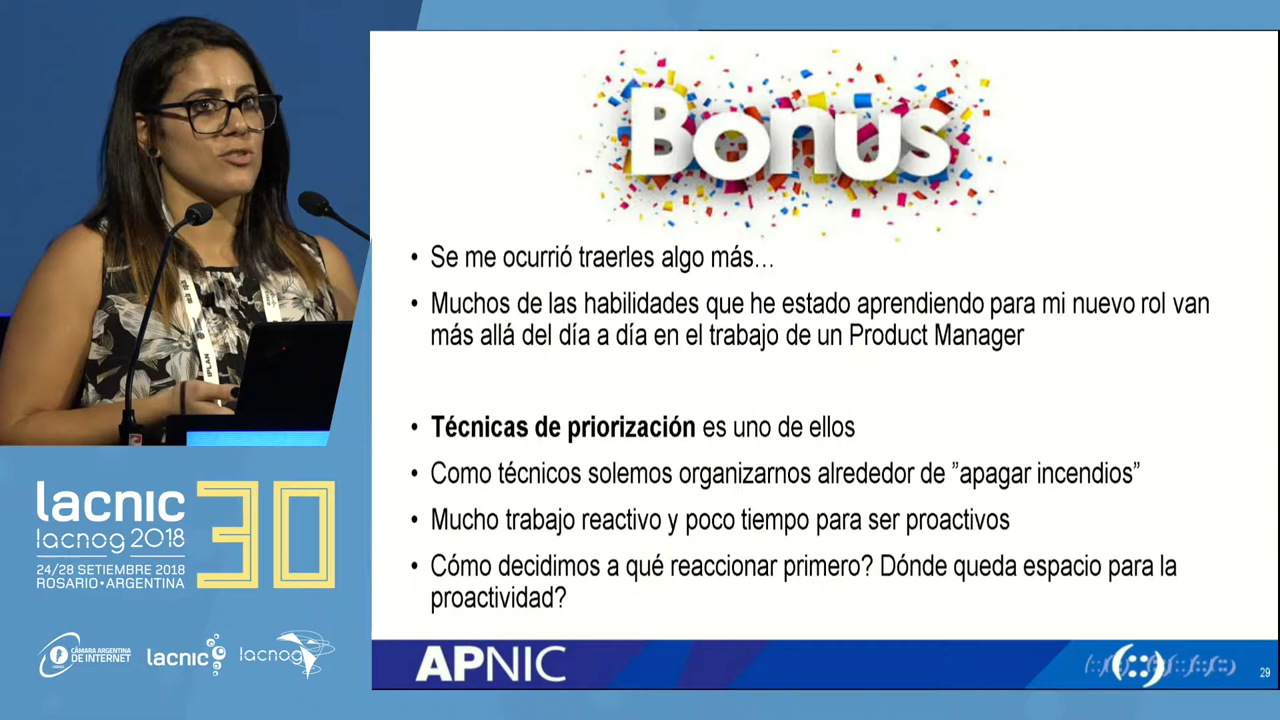 Bonus
• Se me ocurrió traerles algo más…
• Muchos de las habilidades que he estado aprendiendo para mi nuevo rol van
más allá del día a día en el trabajo de un Product Manager
• Técnicas de priorización es uno de ellos
• Como técnicos solemos organizarnos alrededor de ”apagar incendios”
• Mucho trabajo reactivo y poco tiempo para ser proactivos
• Cómo decidimos a qué reaccionar primero? Dónde queda espacio para la
proactividad?
APNIC
29
IPLAN
lacnic 30
lacnog 2018
24/28 SETIEMBRE 2018
ROSARIO • ARGENTINA
CÁMARA ARGENTINA
DE INTERNET
lacnic
lacnog